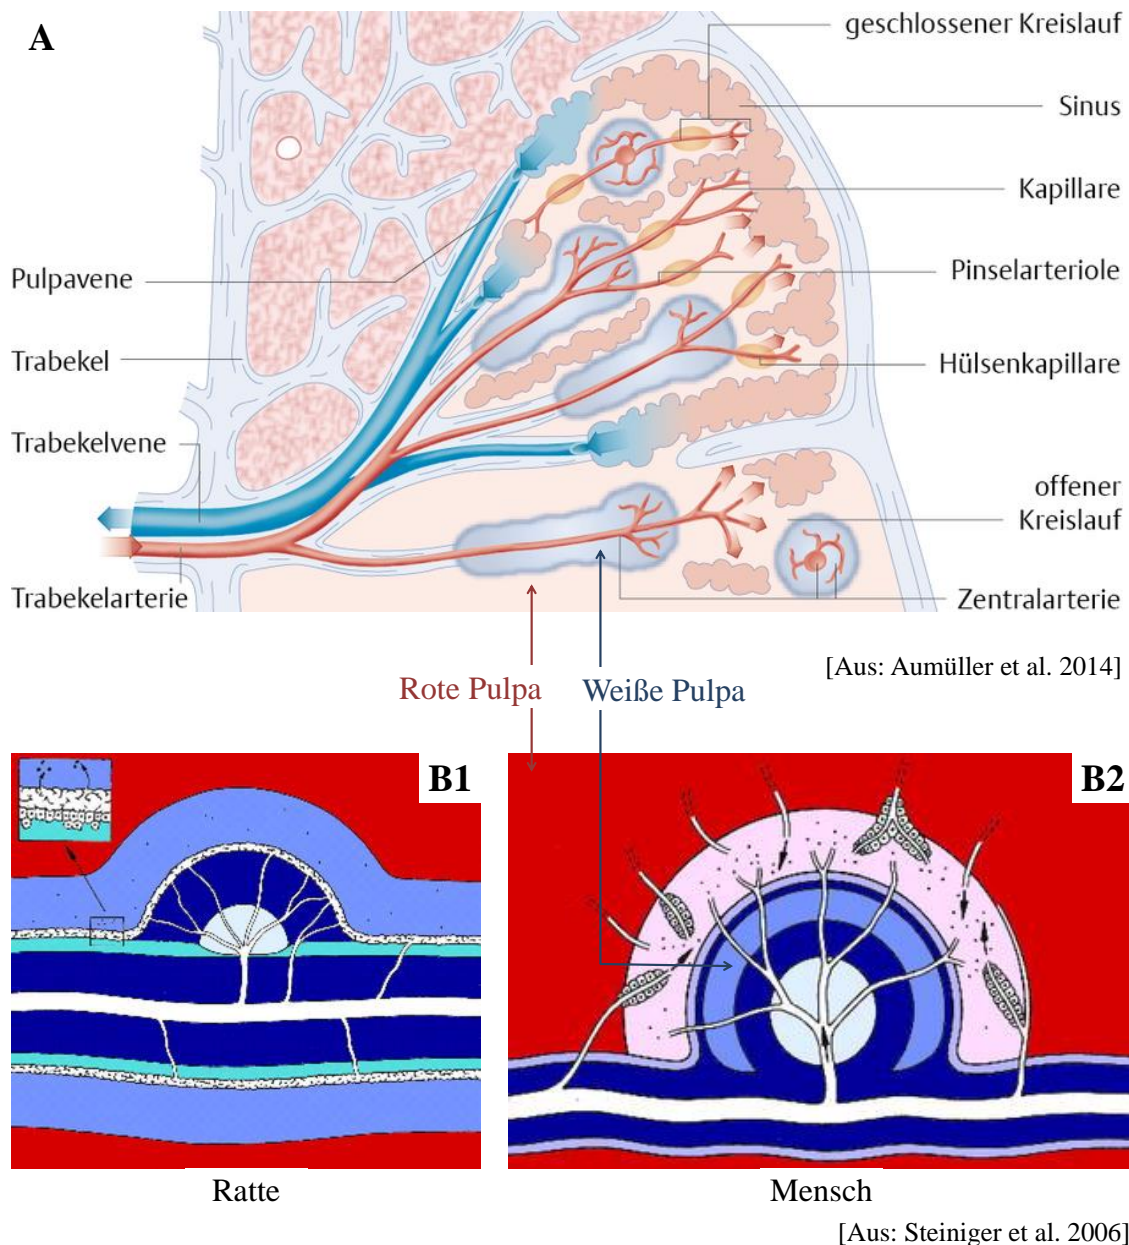 A
geschlossener Kreislauf
Sinus
Kapillare
Pulpavene
Pinselarteriole
Trabekel
Hülsenkapillare
Trabekelvene
offener
Kreislauf
Trabekelarterie
Zentralarterie
[Aus: Aumüller et al. 2014]
Rote Pulpa
Weiße Pulpa
B1
B2
Ratte
Mensch
[Aus: Steiniger et al. 2006]